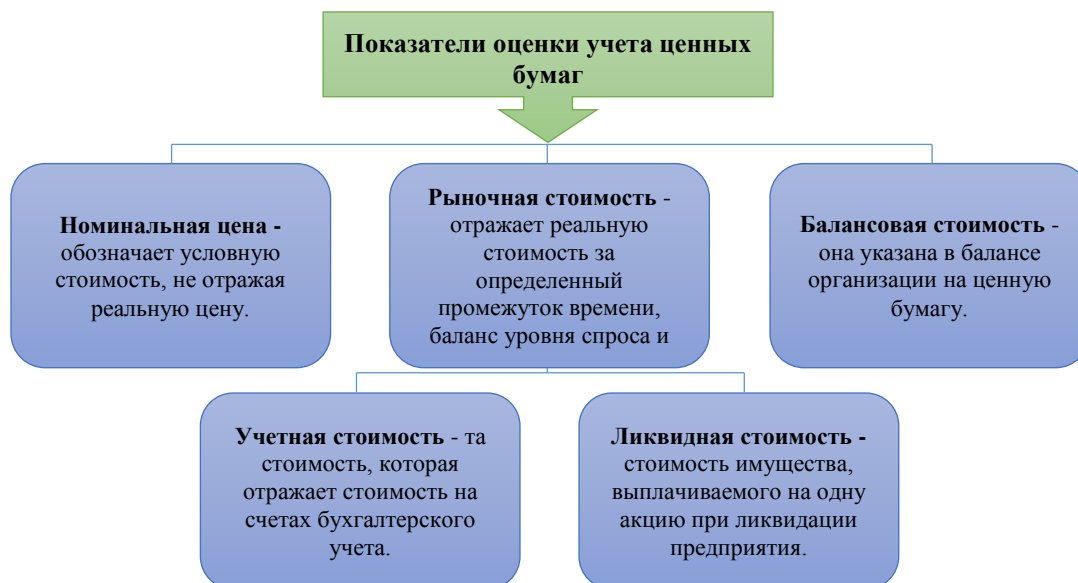 Показатели оценки учета ценных
бумаг
Номинальная цена -
обозначает условную
стоимость, не отражая
реальную цену.
Рыночная стоимость -
отражает реальную
стоимость за
определенный
промежуток времени,
баланс уровня спроса и
Балансовая стоимость -
она указана в балансе
организации на ценную
бумагу.
Учетная стоимость - та
стоимость, которая
отражает стоимость на
счетах бухгалтерского
учета.
Ликвидная стоимость -
стоимость имущества,
выплачиваемого на одну
акцию при ликвидации
предприятия.